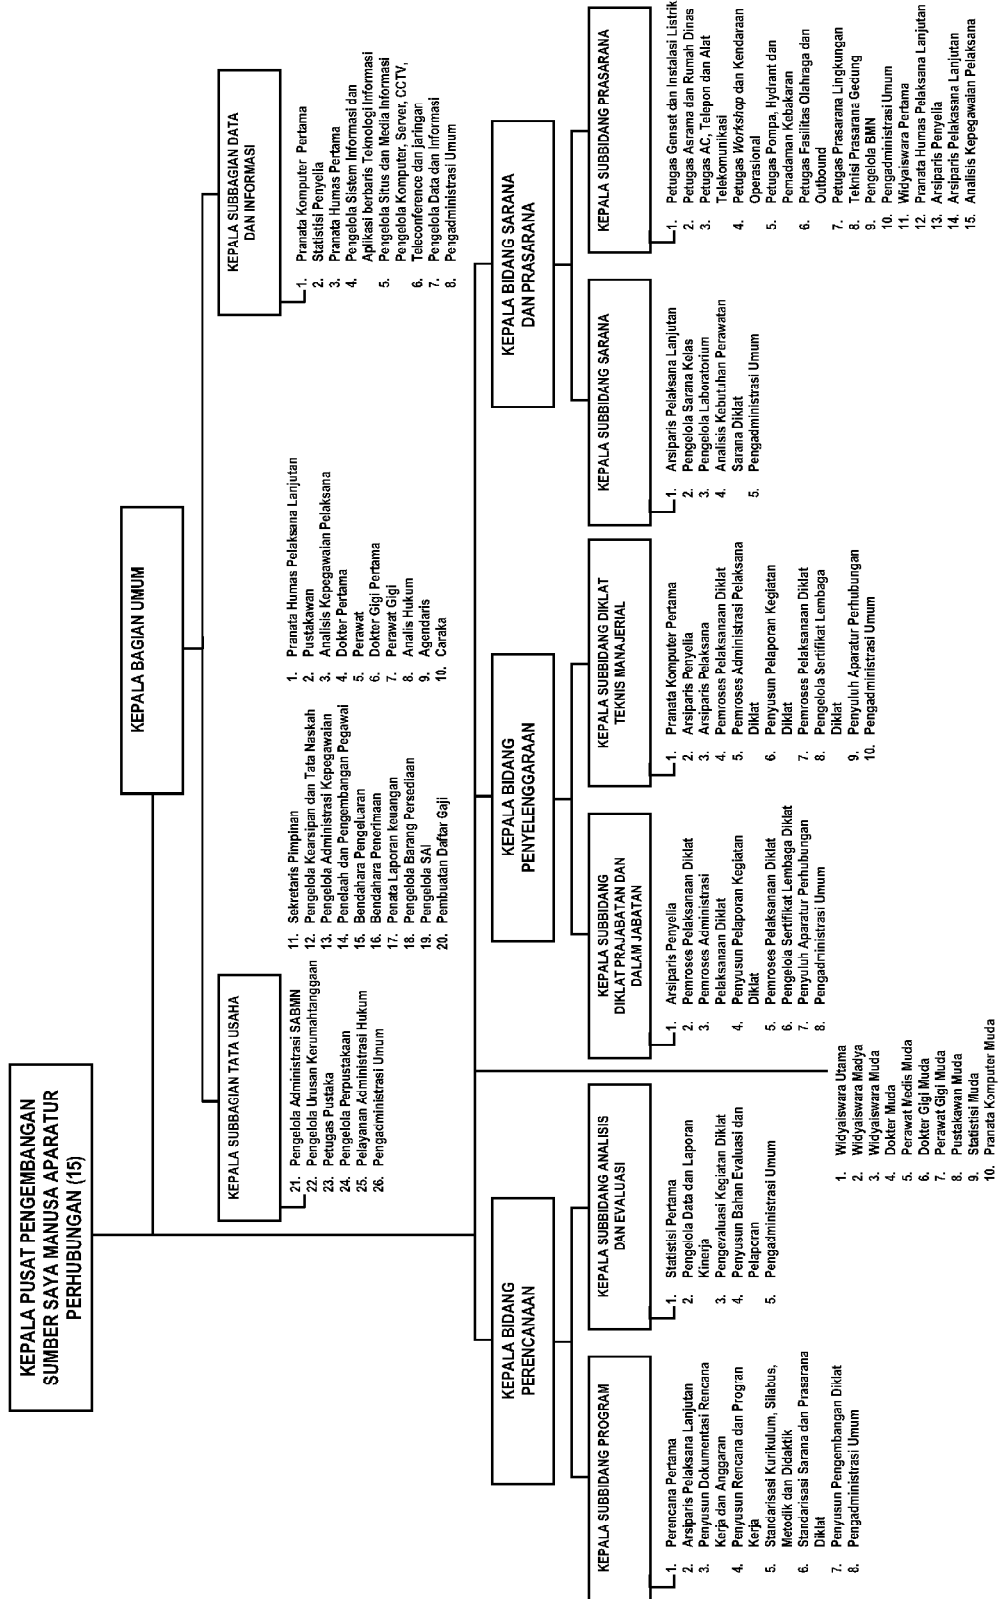 KEPALA PUSAT PENGEMBANGAN
SUMBER SAYA MANUSA APARATUR
PERHUBUNGAN (15)
KEPALA BAGIAN UMUM
KEPALA SUBBAGIAN TATA USAHA
21. Pengelola Administrasi SABMN
22. Pengelola Urusan Kerumahtanggaan
23. Petugas Pustaka
24. Pengelola Perpustakaan
25. Pelayanan Administrasi Hukum
26. Pengadministrasi Umum
11. Sekretaris Pimpinan
12. Pengelola Kearsipan dan Tata Naskah
13. Pengelola Administrasi Kepegawaian
14. Penelaah dan Pengembangan Pegawai
15. Bendahara Pengeluaran
16. Bendahara Penerimaan
17. Penata Laporan keuangan
18. Pengelola Barang Persediaan
19. Pengelola SAI
20. Pembuatan Daftar Gaji
1. Pranata Humas Pelaksana Lanjutan
2. Pustakawan
3. Analisis Kepegawaian Pelaksana
4. Dokter Pertama
5. Perawat
6. Dokter Gigi Pertama
7. Perawat Gigi
8. Analis Hukum
9. Agendaris
10. Caraka
KEPALA SUBBAGIAN DATA
DAN INFORMASI
1. Pranata Komputer Pertama
2. Statistisi Penyelia
3. Pranata Humas Pertama
4. Pengelola Sistem Informasi dan
Aplikasi berbaris Teknologi Informasi
5. Pengelola Situs dan Media Informasi
Pengelola Komputer, Server, CCTV,
6. Teleconference dan jaringan
7. Pengelola Data dan Informasi
8. Pengadministrasi Umum
KEPALA BIDANG
PERENCANAAN
KEPALA SUBBIDANG PROGRAM
1. Perencana Pertama
2. Arsiparis Pelaksana Lanjutan
3. Penyusun Dokumentasi Rencana
Kerja dan Anggaran
4. Penyusun Rencana dan Progran
Kerja
5. Standarisasi Kurikulum, Silabus,
Metodik dan Didaktik
6. Standarisasi Sarana dan Prasarana
Diklat
7. Penyusun Pengembangan Diklat
8. Pengadministrasi Umum
KEPALA SUBBIDANG ANALISIS
DAN EVALUASI
1. Statistisi Pertama
2. Pengelola Data dan Laporan
Kinerja
3. Pengevaluasi Kegiatan Diklat
4. Penyusun Bahan Evaluasi dan
Pelaporan
5. Pengadministrasi Umum
1. Widyaiswara Utama
2. Widyaiswara Madya
3. Widyaiswara Muda
4. Dokter Muda
5. Perawat Medis Muda
6. Dokter Gigi Muda
7. Perawat Gigi Muda
8. Pustakawan Muda
9. Statistisi Muda
10. Pranata Komputer Muda
KEPALA BIDANG
PENYELENGGARAAN
KEPALA SUBBIDANG
DIKLAT PRAJABATAN DAN
DALAM JABATAN
1. Arsiparis Penyelia
2. Pemroses Pelaksanaan Diklat
3. Pemroses Administrasi
Pelaksanaan Diklat
4. Penyusun Pelaporan Kegiatan
Diklat
5. Pemroses Pelaksanaan Diklat
6. Pengelola Sertifikat Lembaga Diklat
7. Penyuluh Aparatur Perhubungan
8. Pengadministrasi Umum
KEPALA SUBBIDANG DIKLAT
TEKNIS MANAJERIAL
1. Pranata Komputer Pertama
2. Arsiparis Penyelia
3. Arsiparis Pelaksana
4. Pemroses Pelaksanaan Diklat
5. Pemroses Administrasi Pelaksana
Diklat
6. Penyusun Pelaporan Kegiatan
Diklat
7. Pemroses Pelaksanaan Diklat
8. Pengelola Sertifikat Lembaga
Diklat
9. Penyuluh Aparatur Perhubungan
10. Pengadministrasi Umum
KEPALA BIDANG SARANA
DAN PRASARANA
KEPALA SUBBIDANG SARANA
1. Arsiparis Pelaksana Lanjutan
2. Pengelola Sarana Kelas
3. Pengelola Laboratorium
4. Analisis Kebutuhan Perawatan
Sarana Diklat
5. Pengadministrasi Umum
KEPALA SUBBIDANG PRASARANA
1. Petugas Genset dan Instalasi Listrik
2. Petugas Asrama dan Rumah Dinas
3. Petugas AC, Telepon dan Alat
Telekomunikasi
4. Petugas Workshop dan Kendaraan
Operasional
5. Petugas Pompa, Hydrant dan
Pemadaman Kebakaran
6. Petugas Fasilitas Olahraga dan
Outbound
7. Petugas Prasarana Lingkungan
8. Teknisi Prasarana Gedung
9. Pengelola BMN
10. Pengadministrasi Umum
11. Widyaiswara Pertama
12. Pranata Humas Pelaksana Lanjutan
13. Arsiparis Penyelia
14. Arsiparis Pelakasana Lanjutan
15. Analisis Kepegawaian Pelaksana